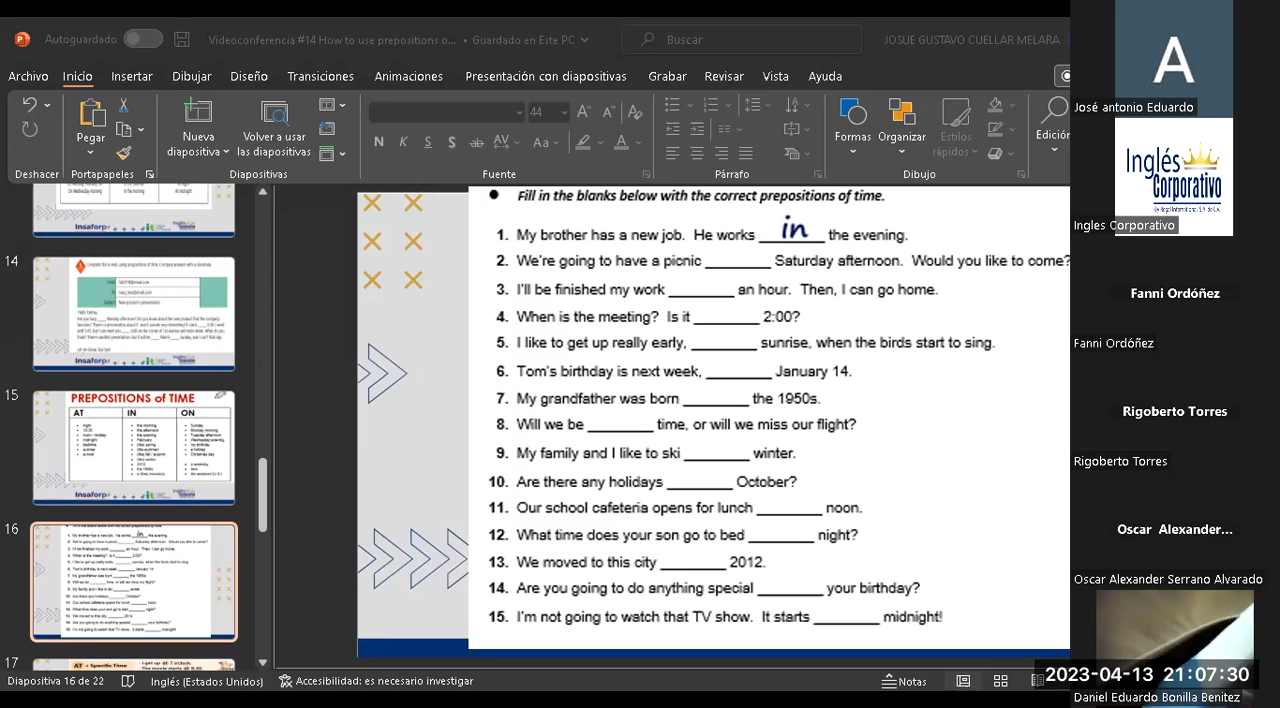 Autoguardado
Videoconferencia #14 How to use prepositions o... • Guardado en Este PC
Buscar
JOSUE GUSTAVO CUELLAR MELARA
Archivo Inicio Insertar Dibujar Diseño Transiciones Animaciones Presentación con diapositivas Grabar Revisar Vista Ayuda
Pegar
Nueva diapositiva
Volver a usar las diapositivas
44
N K S S ab AV Aa A
Formas Organizar Estilos rápidos Edición
Deshacer Portapapeles Diapositivas Fuente Párrafo Dibujo
14
15
PREPOSITIONS of TIME
AT IN ON
16
17
AT = Specific Time
Insaforp
Fill in the blanks below with the correct prepositions of time.
1. My brother has a new job. He works in the evening.
2. We're going to have a picnic ________ Saturday afternoon. Would you like to come?
3. I'll be finished my work ________ an hour. Then I can go home.
4. When is the meeting? Is it ________ 2:00?
5. I like to get up really early, ________ sunrise, when the birds start to sing.
6. Tom's birthday is next week, ________ January 14.
7. My grandfather was born ________ the 1950s.
8. Will we be ________ time, or will we miss our flight?
9. My family and I like to ski ________ winter.
10. Are there any holidays ________ October?
11. Our school cafeteria opens for lunch ________ noon.
12. What time does your son go to bed ________ night?
13. We moved to this city ________ 2012.
14. Are you going to do anything special ________ your birthday?
15. I'm not going to watch that TV show. It starts ________ midnight!
Diapositiva 16 de 22
Inglés (Estados Unidos)
Accesibilidad: es necesario investigar
Notas
A
José antonio Eduardo
Inglés
Corporativo
Ingles Corporativo
Fanni Ordóñez
Fanni Ordóñez
Rigoberto Torres
Rigoberto Torres
Oscar Alexander...
Oscar Alexander Serrano Alvarado
2023-04-13 21:07:30
Daniel Eduardo Bonilla Benitez